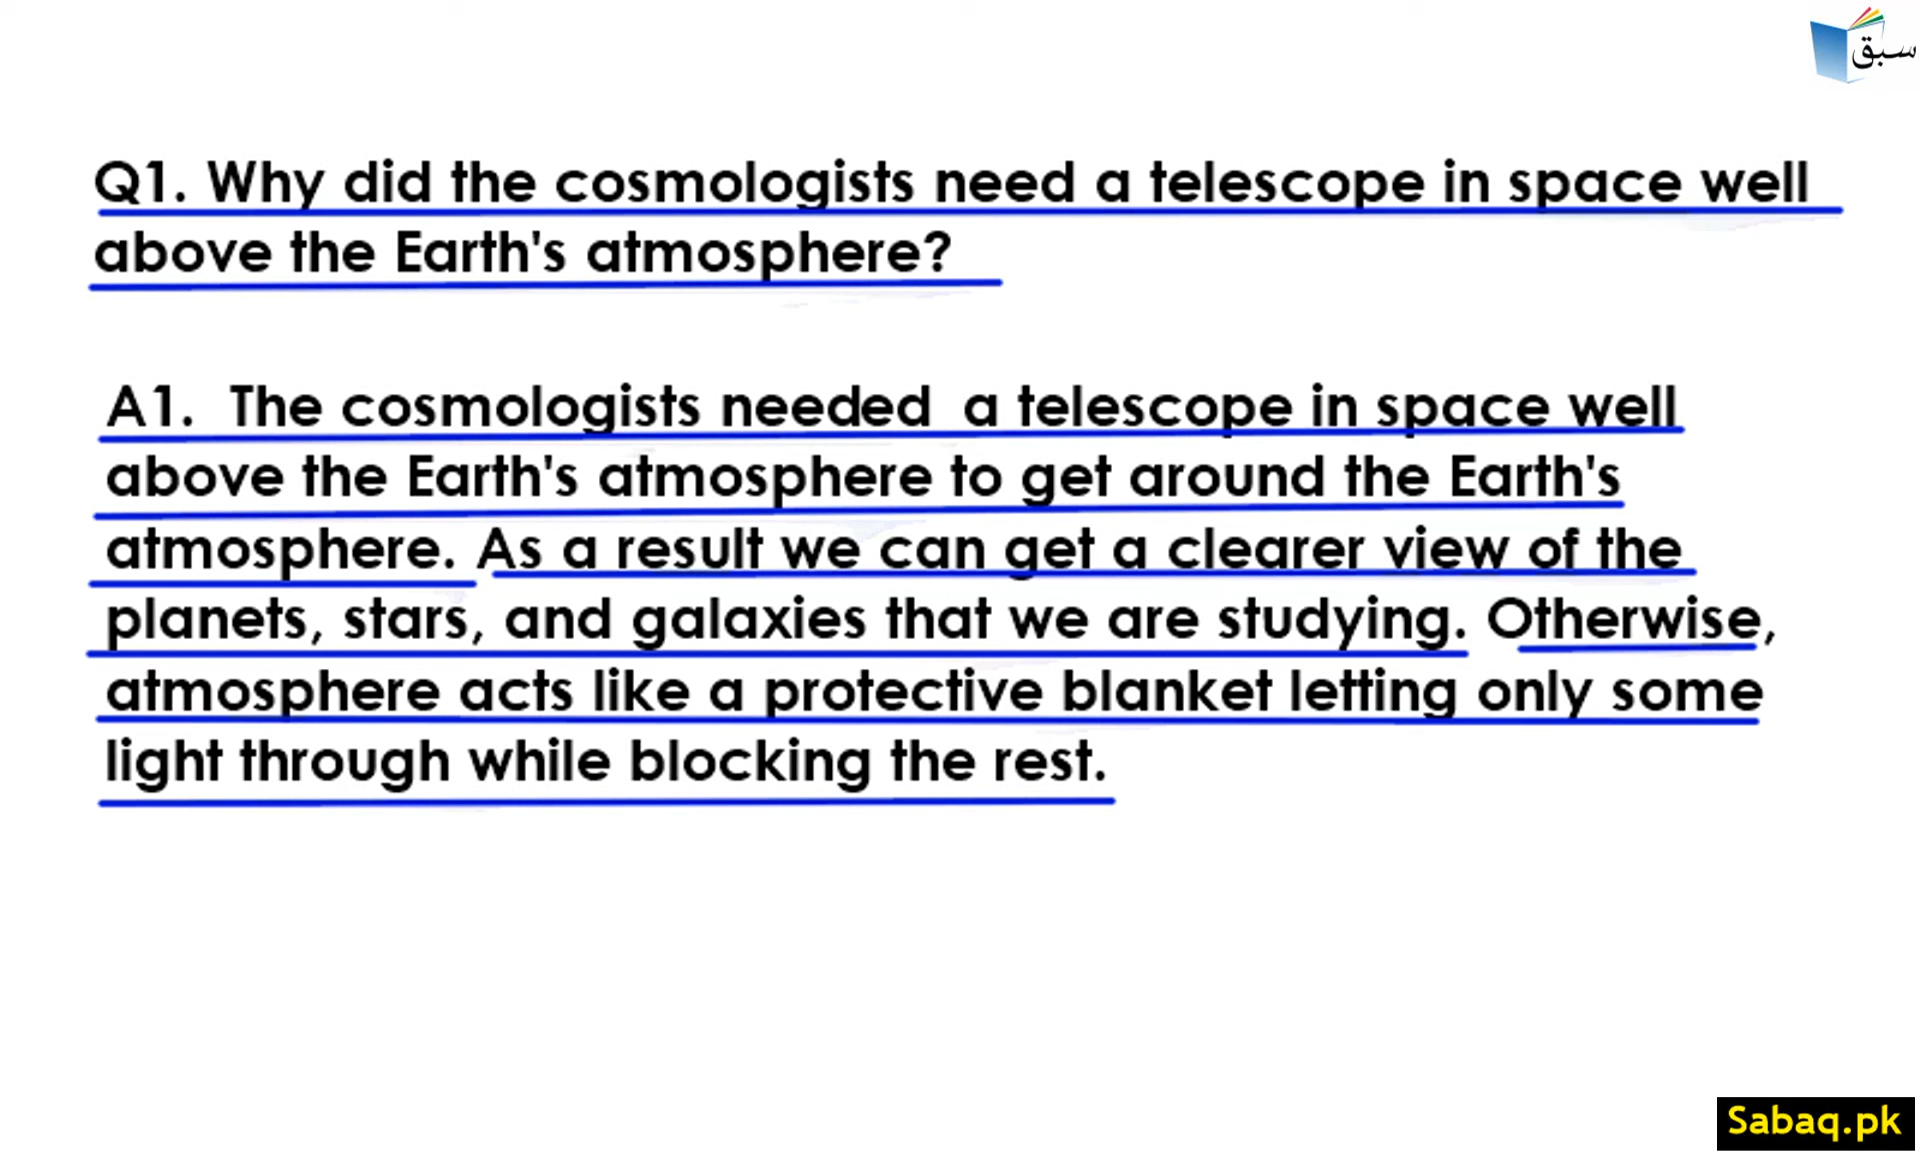 سبق
Q1. Why did the cosmologists need a telescope in space well
above the Earth's atmosphere?
A1. The cosmologists needed a telescope in space well
above the Earth's atmosphere to get around the Earth's
atmosphere. As a result we can get a clearer view of the
planets, stars, and galaxies that we are studying. Otherwise,
atmosphere acts like a protective blanket letting only some
light through while blocking the rest.
Sabaq.pk